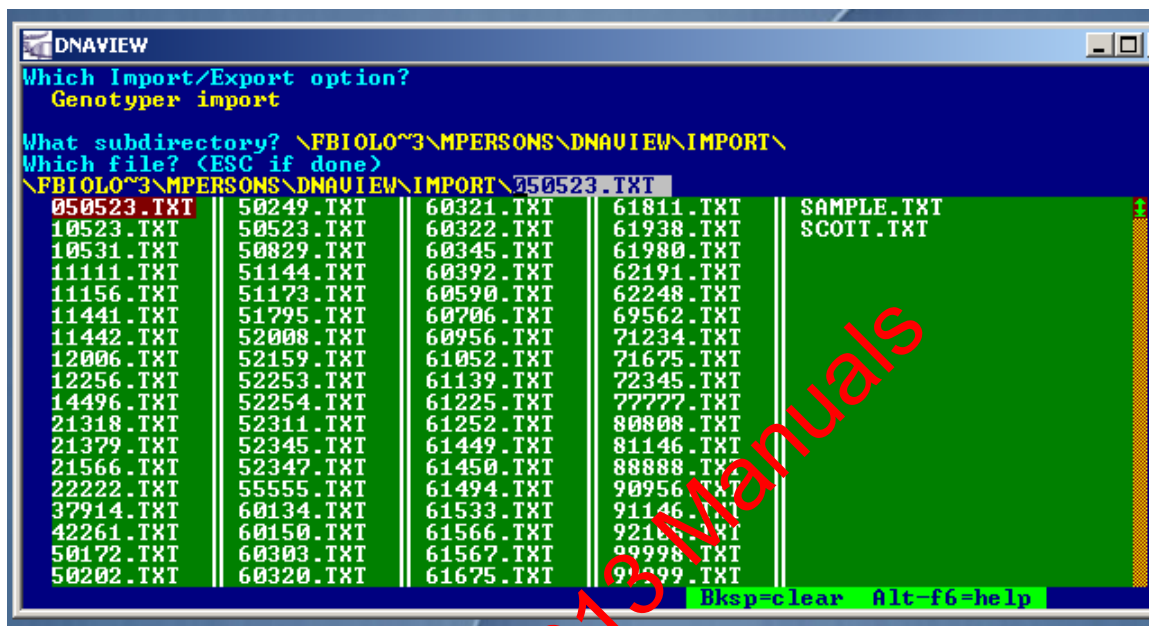 DNAVIEW
Which Import/Export option?
Genotyper import
What subdirectory? \FBIOLO~3\MPERSONS\DNAVIEW\IMPORT\
Which file? (ESC if done)
\FBIOLO~3\MPERSONS\DNAVIEW\IMPORT\050523.TXT
050523.TXT 50249.TXT 60321.TXT 61811.TXT SAMPLE.TXT
10523.TXT 50523.TXT 60322.TXT 61938.TXT SCOTT.TXT
10531.TXT 50829.TXT 60345.TXT 61980.TXT
11111.TXT 51144.TXT 60392.TXT 62191.TXT
11156.TXT 51173.TXT 60590.TXT 62248.TXT
11441.TXT 51795.TXT 60706.TXT 69562.TXT
11442.TXT 52008.TXT 60956.TXT 71234.TXT
12006.TXT 52159.TXT 61052.TXT 71675.TXT
12256.TXT 52253.TXT 61139.TXT 72345.TXT
14496.TXT 52254.TXT 61225.TXT 77777.TXT
21318.TXT 52311.TXT 61252.TXT 80808.TXT
21379.TXT 52345.TXT 61449.TXT 81146.TXT
21566.TXT 52347.TXT 61450.TXT 88888.TXT
22222.TXT 55555.TXT 61494.TXT 90956.TXT
37914.TXT 60134.TXT 61533.TXT 91146.TXT
42261.TXT 60150.TXT 61566.TXT
50172.TXT 60303.TXT 61567.TXT 99998.TXT
50202.TXT 60320.TXT 61675.TXT 99999.TXT
Bksp=clear Alt-f6=help
13 Manuals